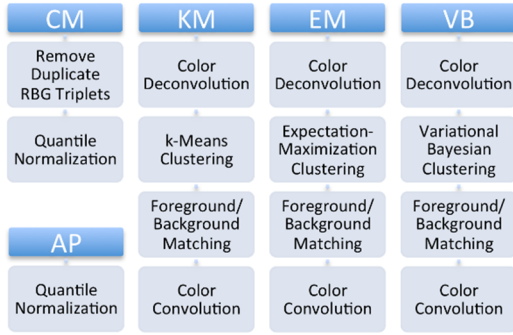 CM
Remove
Duplicate
RBG Triplets
Quantile
Normalization
AP
Quantile
Normalization
KM
Color
Deconvolution
k-Means
Clustering
Foreground/
Background
Matching
Color
Convolution
EM
Color
Deconvolution
Expectation-
Maximization
Clustering
Foreground/
Background
Matching
Color
Convolution
VB
Color
Deconvolution
Variational
Bayesian
Clustering
Foreground/
Background
Matching
Color
Convolution